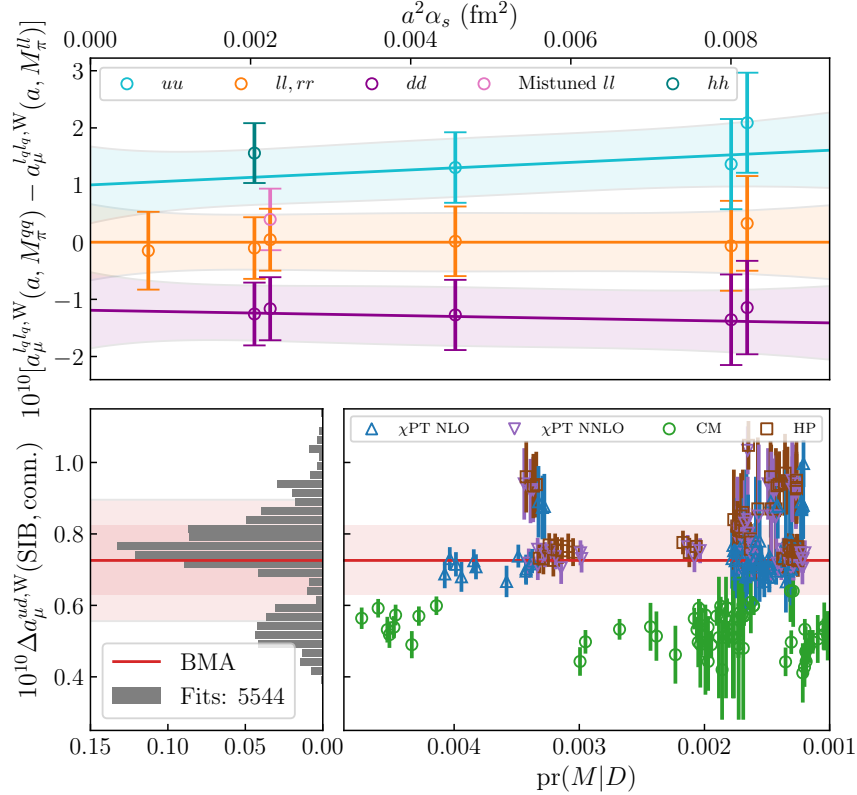 a²αₛ (fm²)
0.000 0.002 0.004 0.006 0.008
10¹⁰[a_μ^{l_q l_q,W}(a, M_π^{qq}) − a_μ^{l_q l_q,W}(a, M_π^{ll})]
3
2
1
0
−1
−2
uu ll, rr dd Mistuned ll hh
10¹⁰Δa_μ^{ud,W}(SIB, conn.)
1.0
0.8
0.6
0.4
BMA
Fits: 5544
0.15 0.10 0.05 0.00
χPT NLO χPT NNLO CM HP
0.004 0.003 0.002 0.001
pr(M|D)